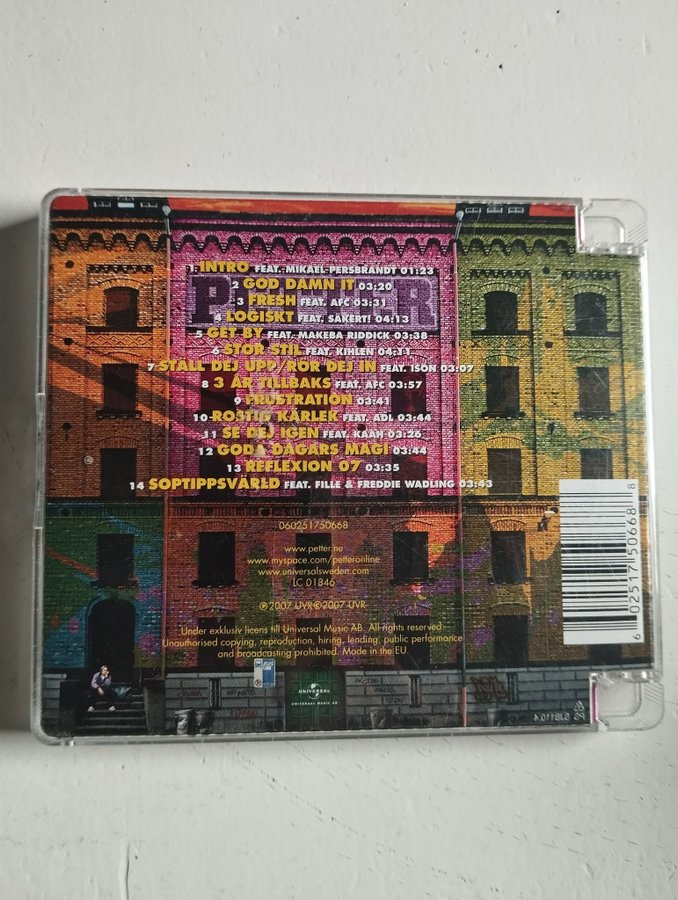 PETTER
1 INTRO FEAT. MIKAEL PERSBRANDT 01:23
2 GOD DAMN IT 03:20
3 FRESH FEAT. AFC 03:31
4 LOGISKT FEAT. SÄKERT! 04:13
5 GET BY FEAT. MAKEBA RIDDICK 03:38
6 STOR STIL FEAT. KIHLEN 04:11
7 STÄLL DEJ UPP/RÖR DEJ IN FEAT. ISON 03:07
8 3 ÅR TILLBAKS FEAT. AFC 03:57
9 FRUSTRATION 03:41
10 ROSTIG KÄRLEK FEAT. ADL 03:44
11 SE DEJ IGEN FEAT. KAAH 03:26
12 GODA DAGARS MAGI 03:44
13 REFLEXION 07 03:35
14 SOPTIPPSVÄRLD FEAT. FILLE & FREDDIE WADLING 03:43
060251750668
www.petter.nu
www.myspace.com/petteronline
www.universalsweden.com
LC 01846
℗2007 UVR©2007 UVR
Under exklusiv licens till Universal Music AB. All rights reserved
Unauthorised copying, reproduction, hiring, lending, public performance
and broadcasting prohibited. Made in the EU.
UNIVERSAL
UNIVERSAL MUSIC AB
6 02517 50668 8